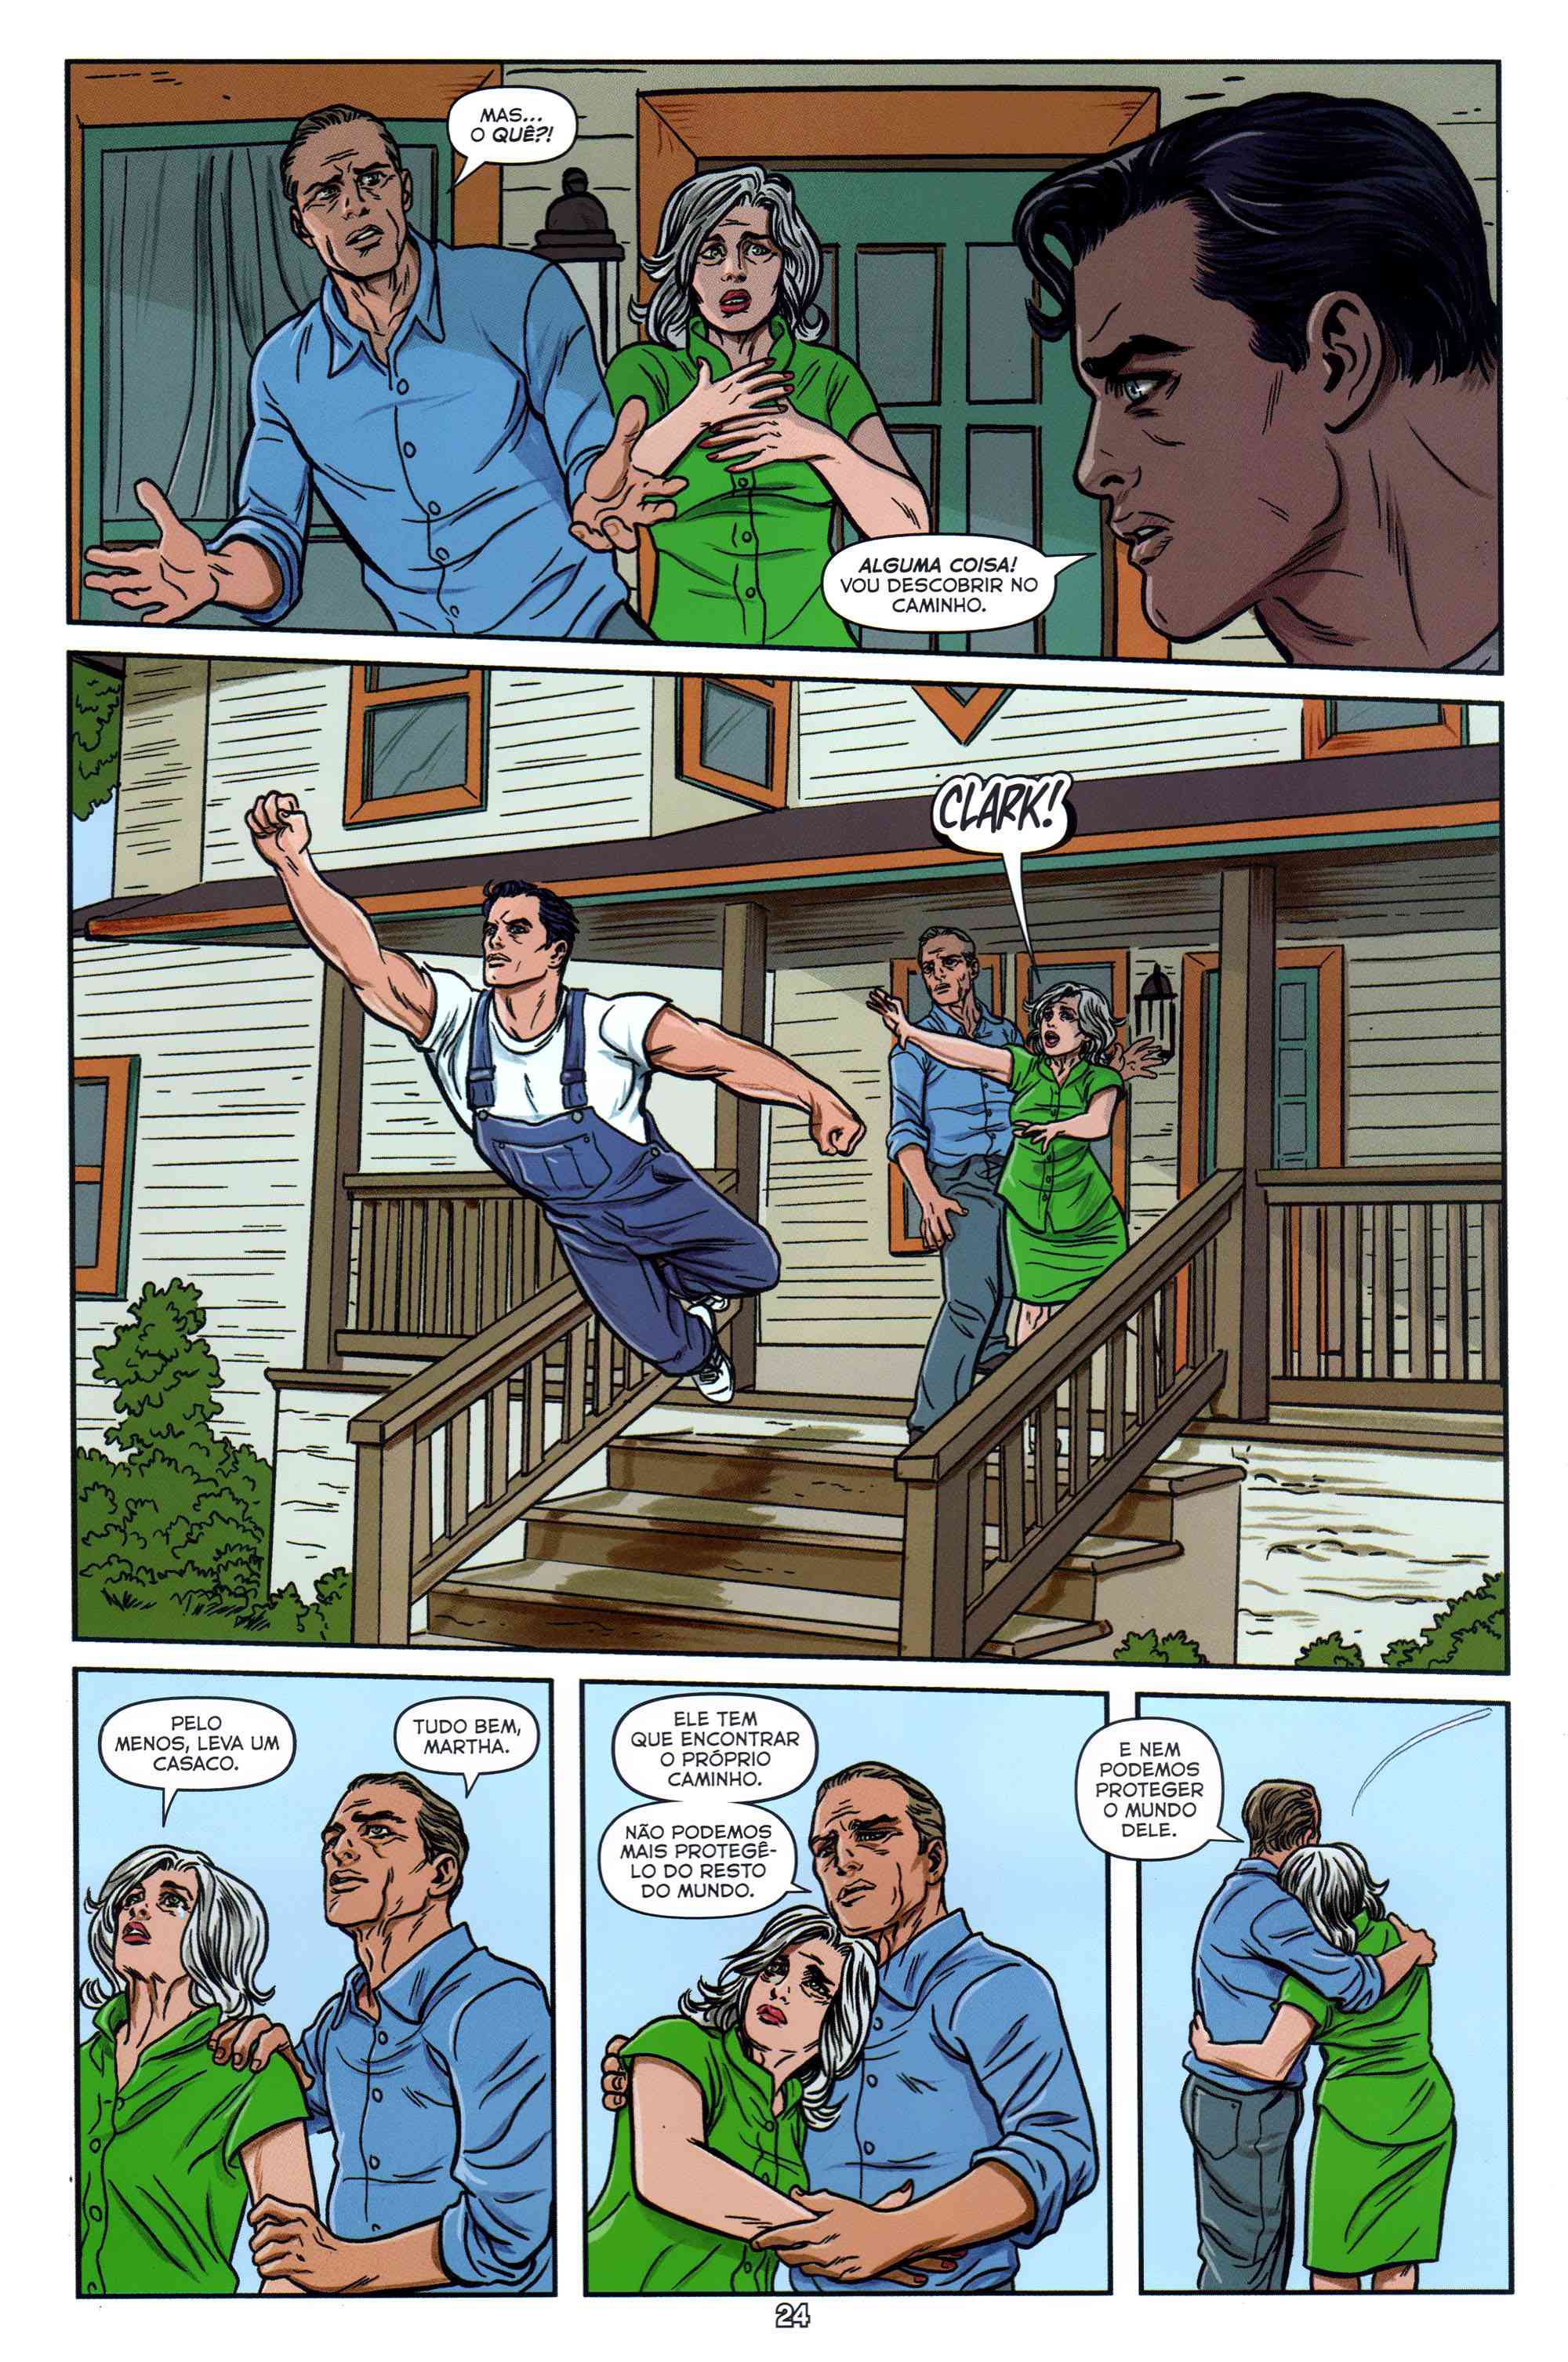 MAS...
O QUÊ?!
ALGUMA COISA!
VOU DESCOBRIR NO
CAMINHO.
CLARK!
PELO
MENOS, LEVA UM
CASACO.
TUDO BEM,
MARTHA.
ELE TEM
QUE ENCONTRAR
O PRÓPRIO
CAMINHO.
NÃO PODEMOS
MAIS PROTEGÊ-
LO DO RESTO
DO MUNDO.
E NEM
PODEMOS
PROTEGER
O MUNDO
DELE.
24